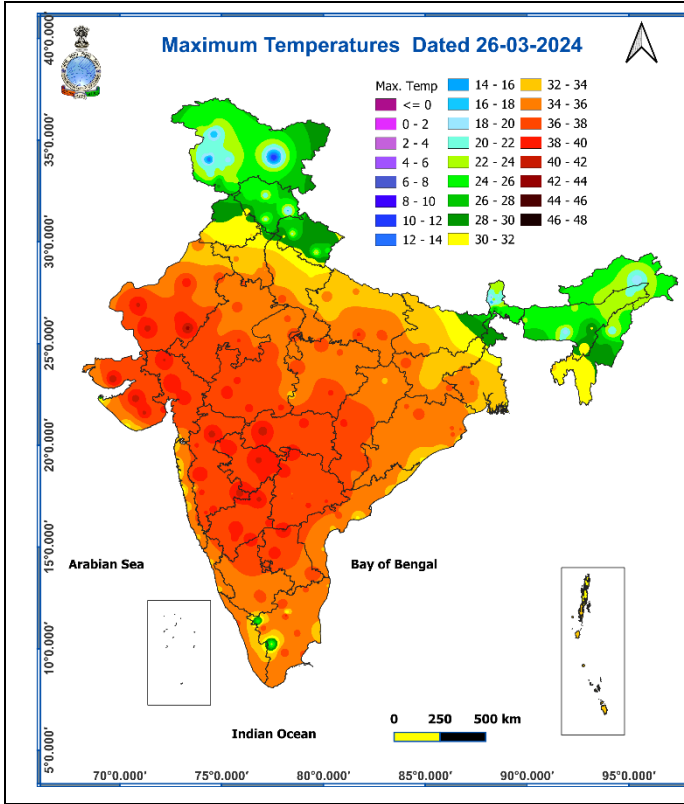 Maximum Temperatures Dated 26-03-2024
Max. Temp
<= 0
0 - 2
2 - 4
4 - 6
6 - 8
8 - 10
10 - 12
12 - 14
14 - 16
16 - 18
18 - 20
20 - 22
22 - 24
24 - 26
26 - 28
28 - 30
30 - 32
32 - 34
34 - 36
36 - 38
38 - 40
40 - 42
42 - 44
44 - 46
46 - 48
40°0.000'
35°0.000'
30°0.000'
25°0.000'
20°0.000'
15°0.000'
10°0.000'
5°0.000'
Arabian Sea
Bay of Bengal
Indian Ocean
0 250 500 km
70°0.000' 75°0.000' 80°0.000' 85°0.000' 90°0.000' 95°0.000'